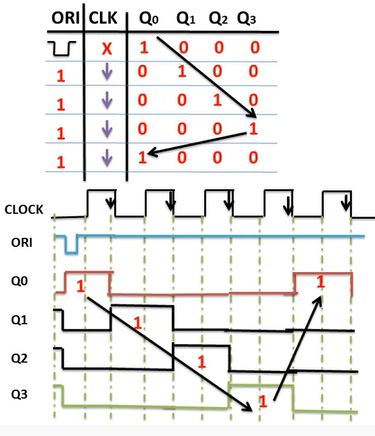 ORI CLK Q0 Q1 Q2 Q3
X 1 0 0 0
1 0 1 0 0
1 0 0 1 0
1 0 0 0 1
1 1 0 0 0
CLOCK
ORI
Q0 1 1
Q1 1
Q2 1
Q3 1